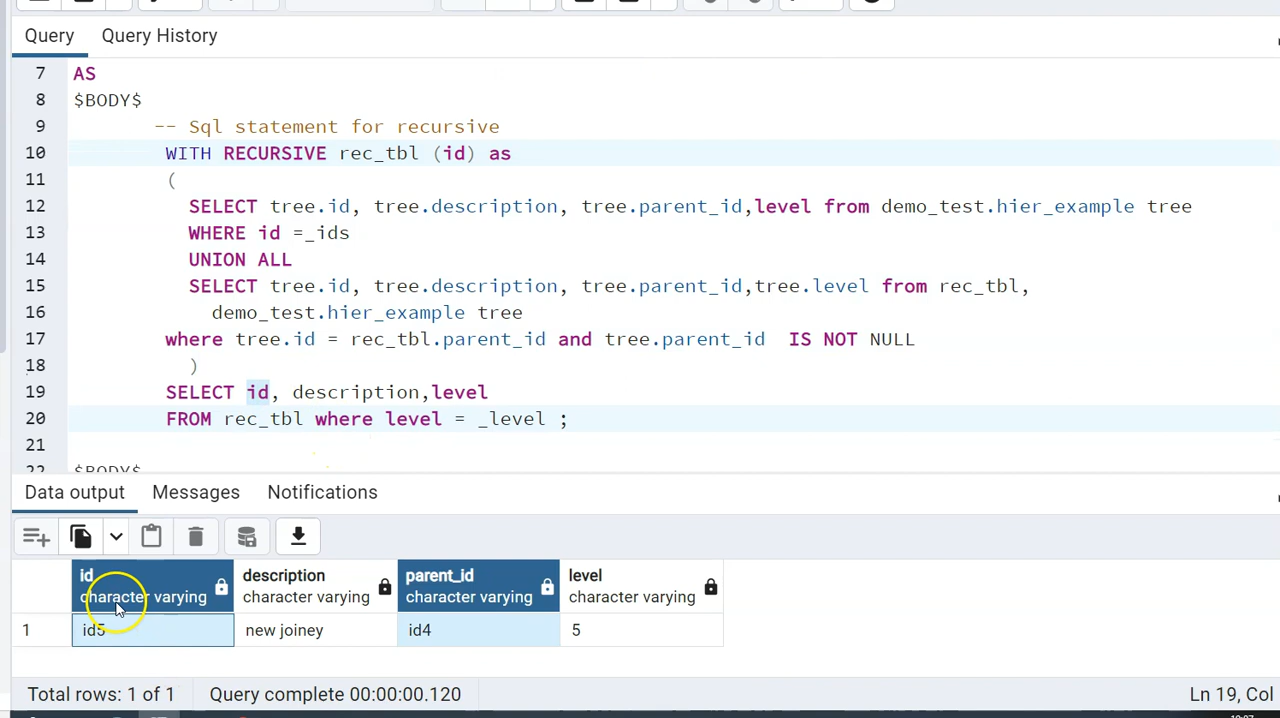 Query Query History
7 AS
8 $BODY$
9 -- Sql statement for recursive
10 WITH RECURSIVE rec_tbl (id) as
11 (
12 SELECT tree.id, tree.description, tree.parent_id,level from demo_test.hier_example tree
13 WHERE id =_ids
14 UNION ALL
15 SELECT tree.id, tree.description, tree.parent_id,tree.level from rec_tbl,
16 demo_test.hier_example tree
17 where tree.id = rec_tbl.parent_id and tree.parent_id IS NOT NULL
18 )
19 SELECT id, description,level
20 FROM rec_tbl where level = _level ;
21
22 $BODY$
Data output Messages Notifications
id description parent_id level
character varying character varying character varying character varying
1 id5 new joiney id4 5
Total rows: 1 of 1 Query complete 00:00:00.120 Ln 19, Col